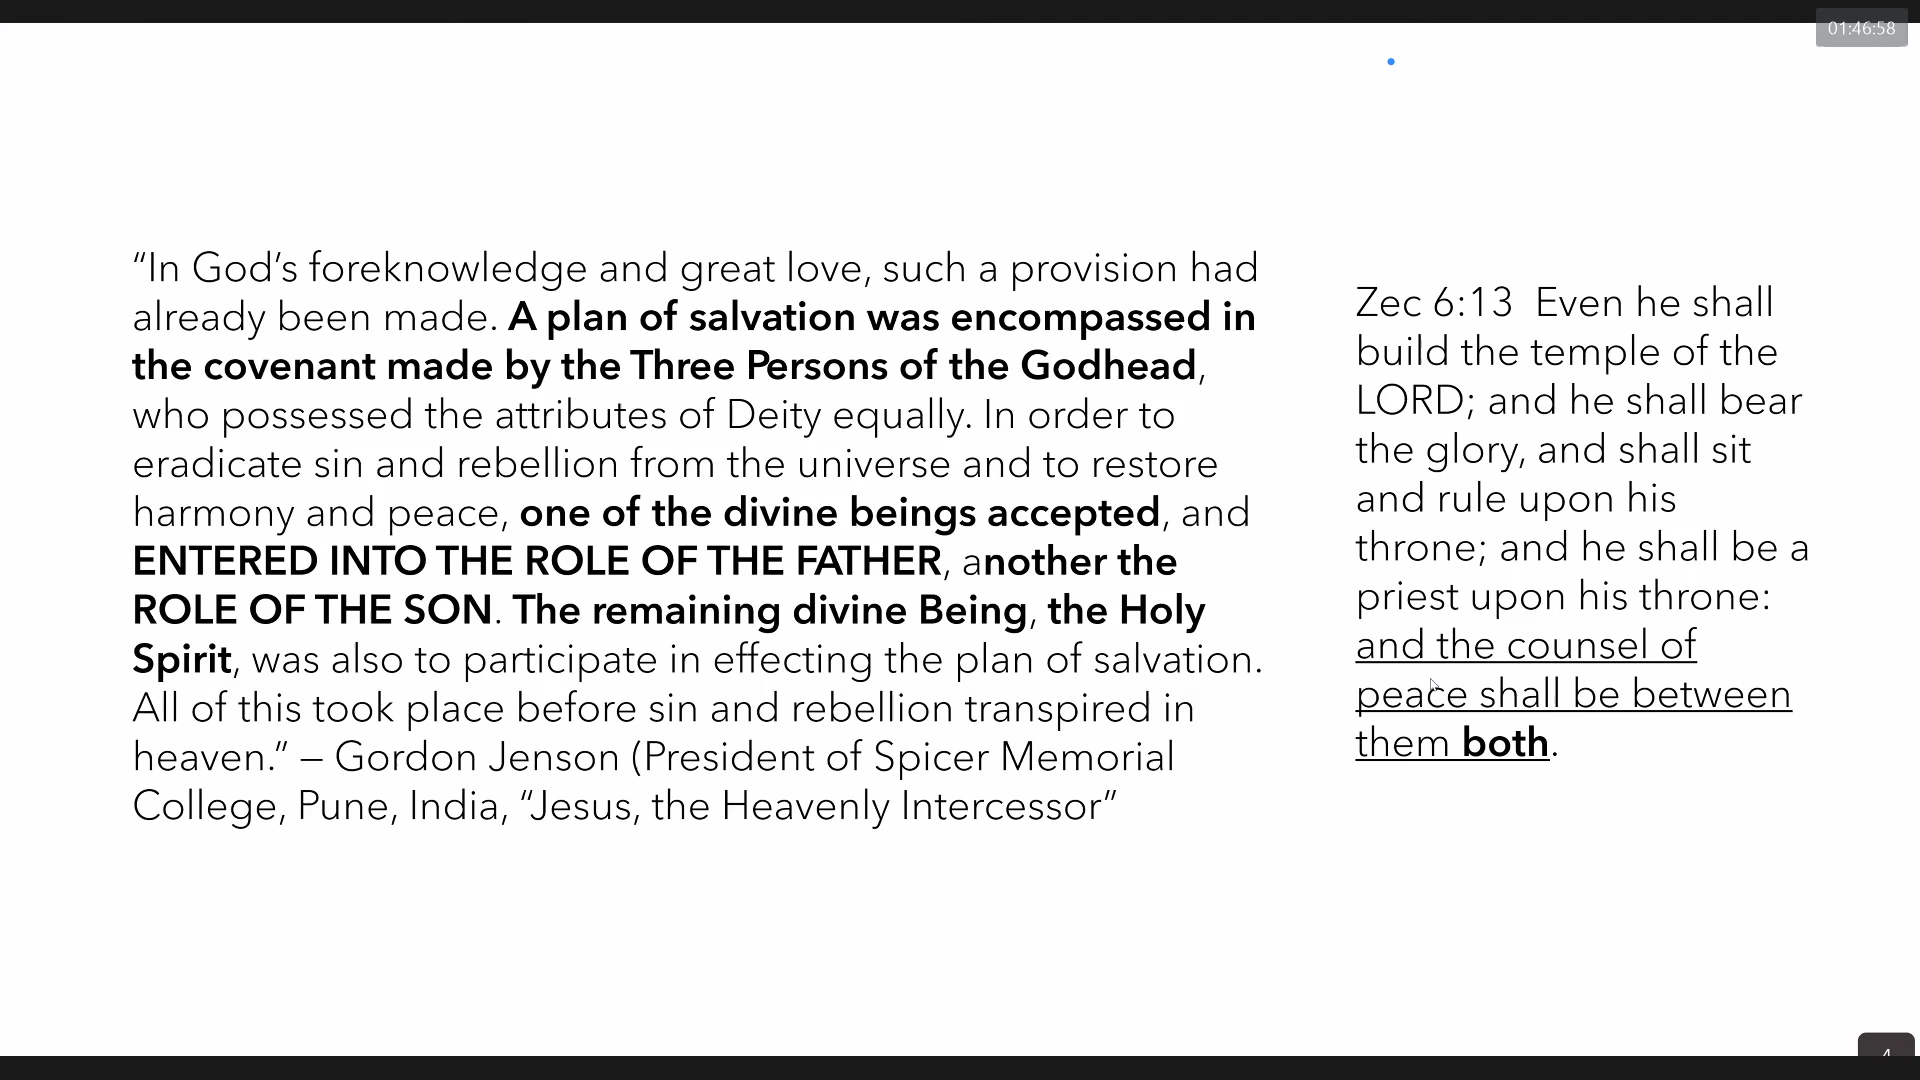 01:46:58
“In God’s foreknowledge and great love, such a provision had
already been made. A plan of salvation was encompassed in
the covenant made by the Three Persons of the Godhead,
who possessed the attributes of Deity equally. In order to
eradicate sin and rebellion from the universe and to restore
harmony and peace, one of the divine beings accepted, and
ENTERED INTO THE ROLE OF THE FATHER, another the
ROLE OF THE SON. The remaining divine Being, the Holy
Spirit, was also to participate in effecting the plan of salvation.
All of this took place before sin and rebellion transpired in
heaven.” – Gordon Jenson (President of Spicer Memorial
College, Pune, India, “Jesus, the Heavenly Intercessor”
Zec 6:13  Even he shall
build the temple of the
LORD; and he shall bear
the glory, and shall sit
and rule upon his
throne; and he shall be a
priest upon his throne:
and the counsel of
peace shall be between
them both.